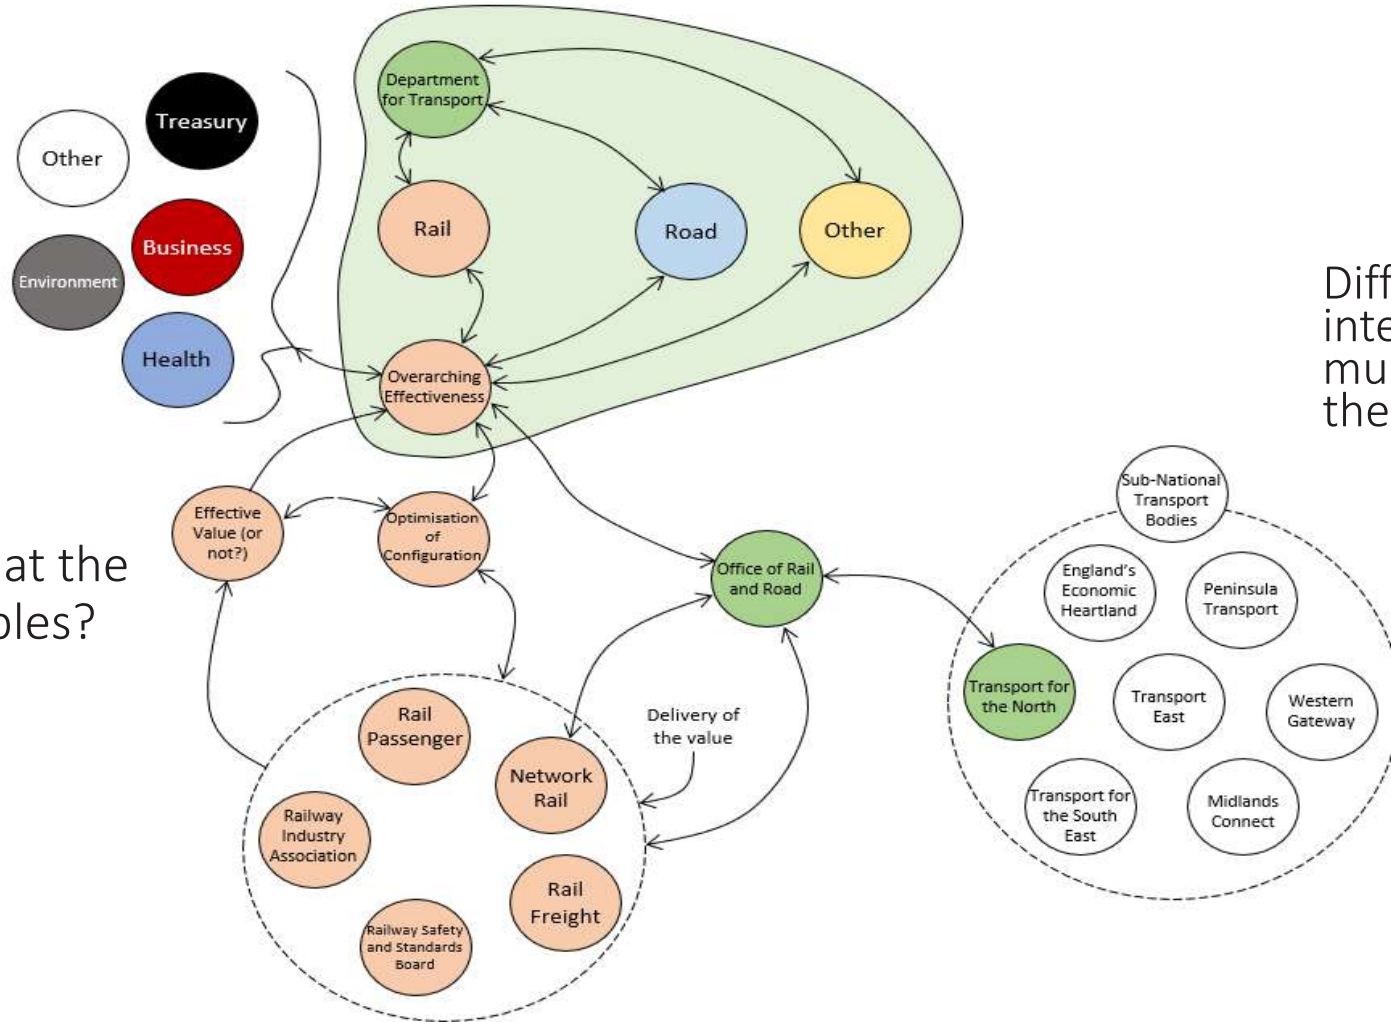 Department
for Transport
Treasury
Other
Rail
Road
Other
Business
Environment
Health
Overarching
Effectiveness
Diff
inte
mu
the
Sub-National
Transport
Bodies
Effective
Value (or
not?)
Optimisation
of
Configuration
at the
ples?
Office of Rail
and Road
England's
Economic
Heartland
Peninsula
Transport
Transport for
the North
Transport
East
Western
Gateway
Transport for
the South
East
Midlands
Connect
Delivery of
the value
Rail
Passenger
Network
Rail
Railway
Industry
Association
Rail
Freight
Railway Safety
and Standards
Board